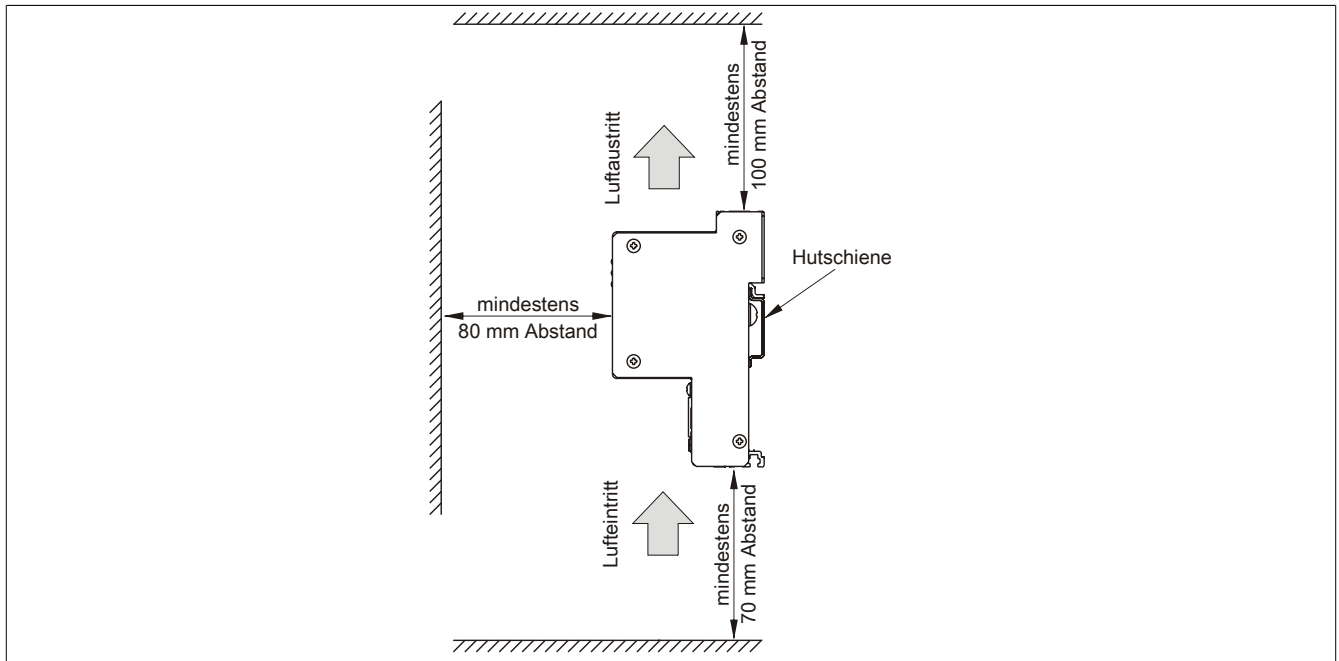 mindestens
100 mm Abstand
Luftaustritt
Hutschiene
mindestens
80 mm Abstand
Lufteintritt
mindestens
70 mm Abstand